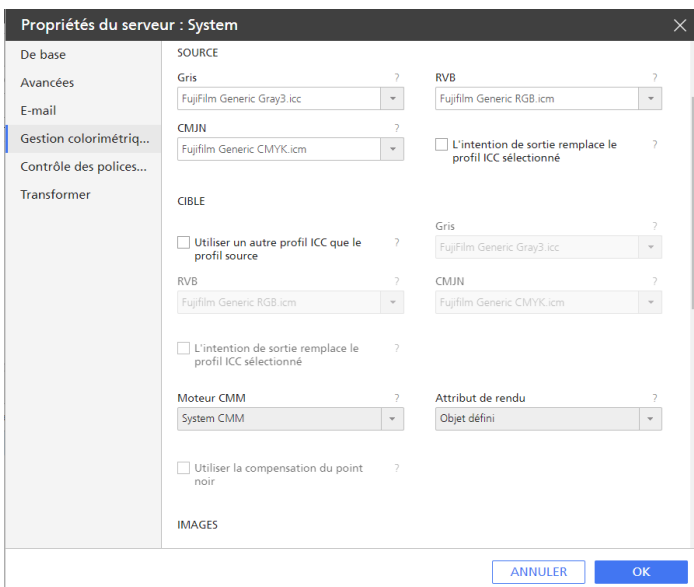 Propriétés du serveur : System
De base
Avancées
E-mail
Gestion colorimétriq...
Contrôle des polices...
Transformer
SOURCE
Gris ?
FujiFilm Generic Gray3.icc
RVB ?
Fujifilm Generic RGB.icm
CMJN ?
Fujifilm Generic CMYK.icm
L'intention de sortie remplace le ?
profil ICC sélectionné
CIBLE
Utiliser un autre profil ICC que le ?
profil source
Gris ?
FujiFilm Generic Gray3.icc
RVB ?
Fujifilm Generic RGB.icm
CMJN ?
Fujifilm Generic CMYK.icm
L'intention de sortie remplace le ?
profil ICC sélectionné
Moteur CMM ?
System CMM
Attribut de rendu ?
Objet défini
Utiliser la compensation du point ?
noir
IMAGES
ANNULER
OK